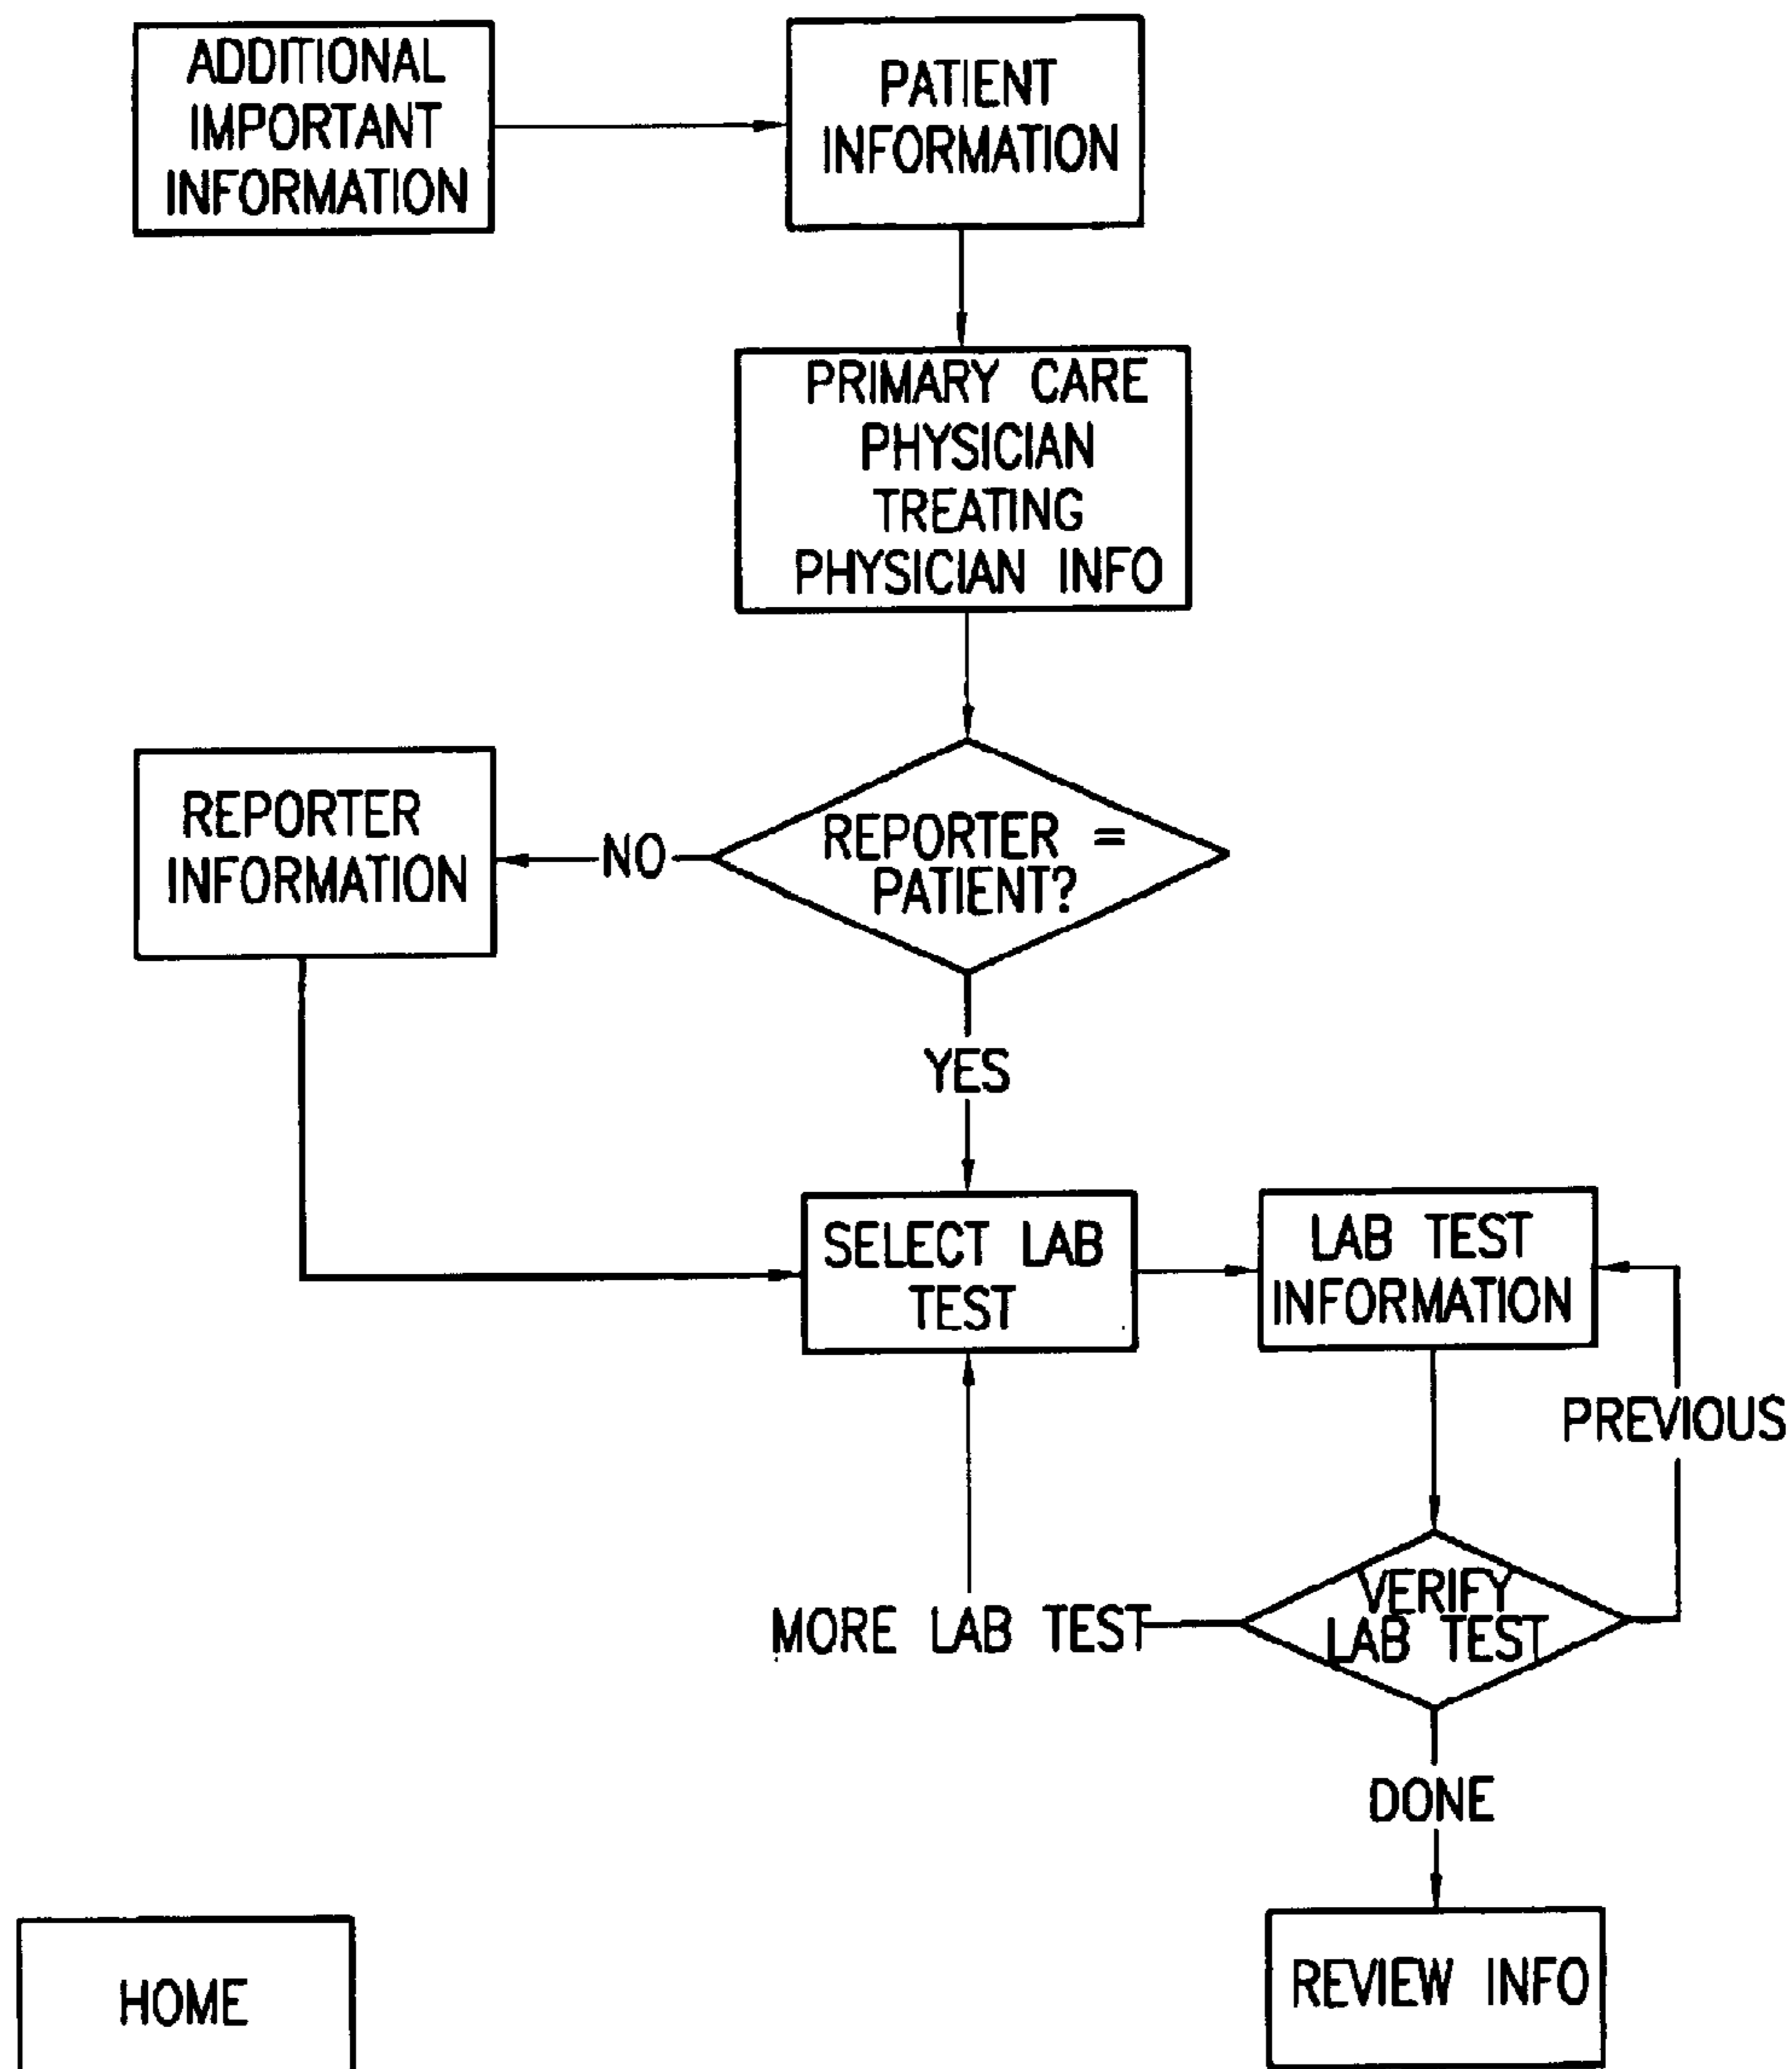 ADDITIONAL
IMPORTANT
INFORMATION
PATIENT
INFORMATION
PRIMARY CARE
PHYSICIAN
TREATING
PHYSICIAN INFO
REPORTER =
PATIENT?
NO
REPORTER
INFORMATION
YES
SELECT LAB
TEST
LAB TEST
INFORMATION
PREVIOUS
VERIFY
LAB TEST
MORE LAB TEST
DONE
REVIEW INFO
HOME